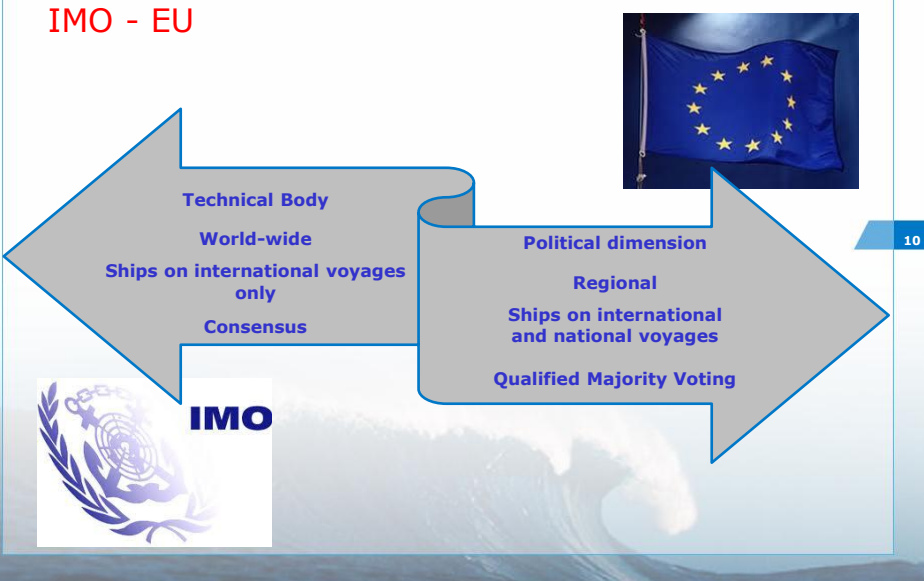 IMO - EU
Technical Body
World-wide
Ships on international voyages
only
Consensus
Political dimension
Regional
Ships on international
and national voyages
Qualified Majority Voting
10
IMO